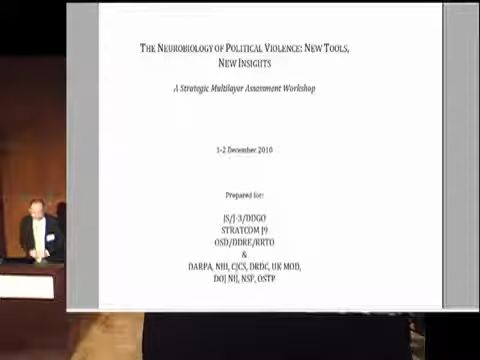 THE NEUROBIOLOGY OF POLITICAL VIOLENCE: NEW TOOLS,
NEW INSIGHTS
A Strategic Multilayer Assessment Workshop
1-2 December 2010
Prepared for:
JS/J-3/DDGO
STRATCOM J9
OSD/DDRE/RRTO
&
DARPA, NIH, CJCS, DRDC, UK MOD,
DOJ NIJ, NSF, OSTP